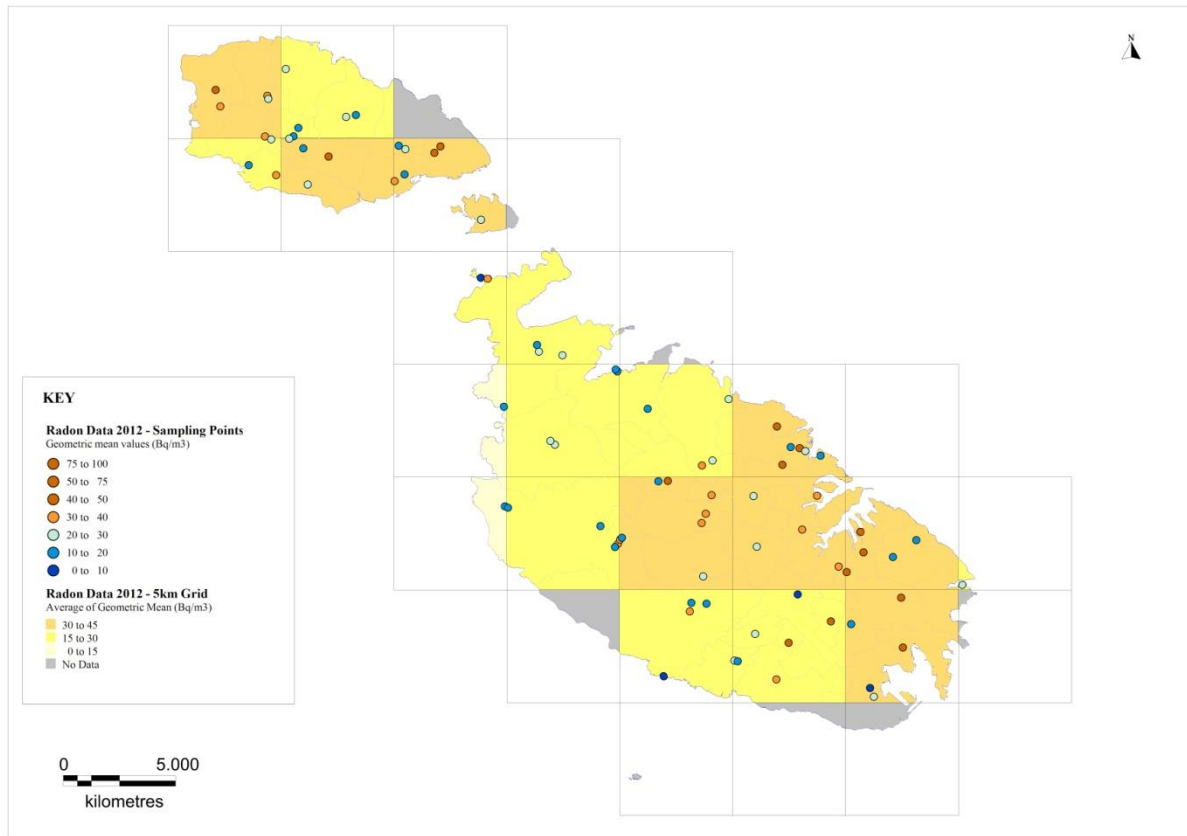 N
KEY
Radon Data 2012 - Sampling Points
Geometric mean values (Bq/m3)
75 to 100
50 to 75
40 to 50
30 to 40
20 to 30
10 to 20
0 to 10
Radon Data 2012 - 5km Grid
Average of Geometric Mean (Bq/m3)
30 to 45
15 to 30
0 to 15
No Data
0 5.000
kilometres